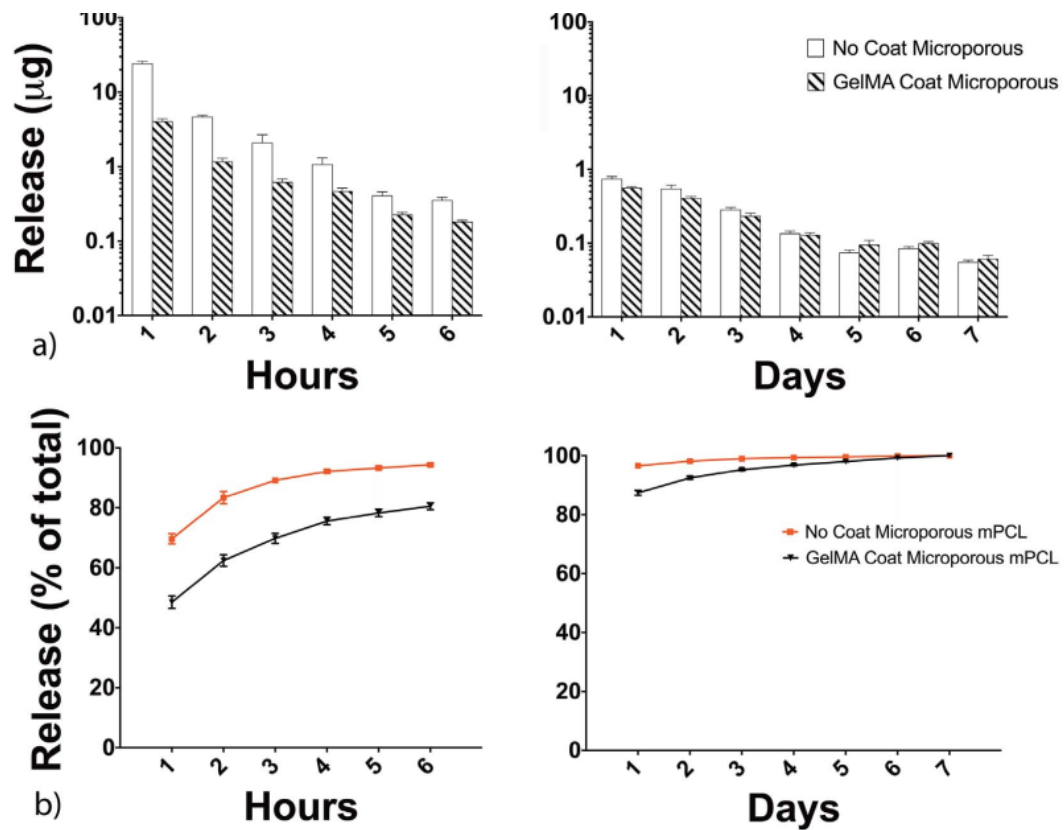 100
10
1
0.1
0.01
Release (µg)
1 2 3 4 5 6
Hours
a)
100
10
1
0.1
0.01
No Coat Microporous
GelMA Coat Microporous
1 2 3 4 5 6 7
Days
100
80
60
40
20
0
Release (% of total)
1 2 3 4 5 6
Hours
b)
100
80
60
40
20
0
No Coat Microporous mPCL
GelMA Coat Microporous mPCL
1 2 3 4 5 6 7
Days